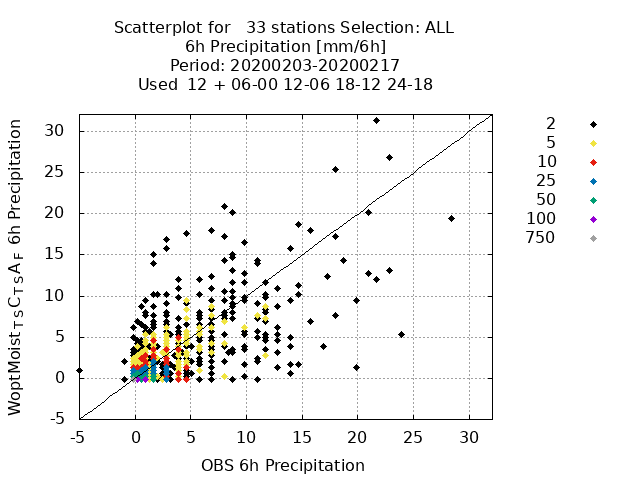 Scatterplot for 33 stations Selection: ALL
6h Precipitation [mm/6h]
Period: 20200203-20200217
Used 12 + 06-00 12-06 18-12 24-18
WoptMoist_TSC_TSA_F 6h Precipitation
30
25
20
15
10
5
0
-5
-5 0 5 10 15 20 25 30
OBS 6h Precipitation
2
5
10
25
50
100
750